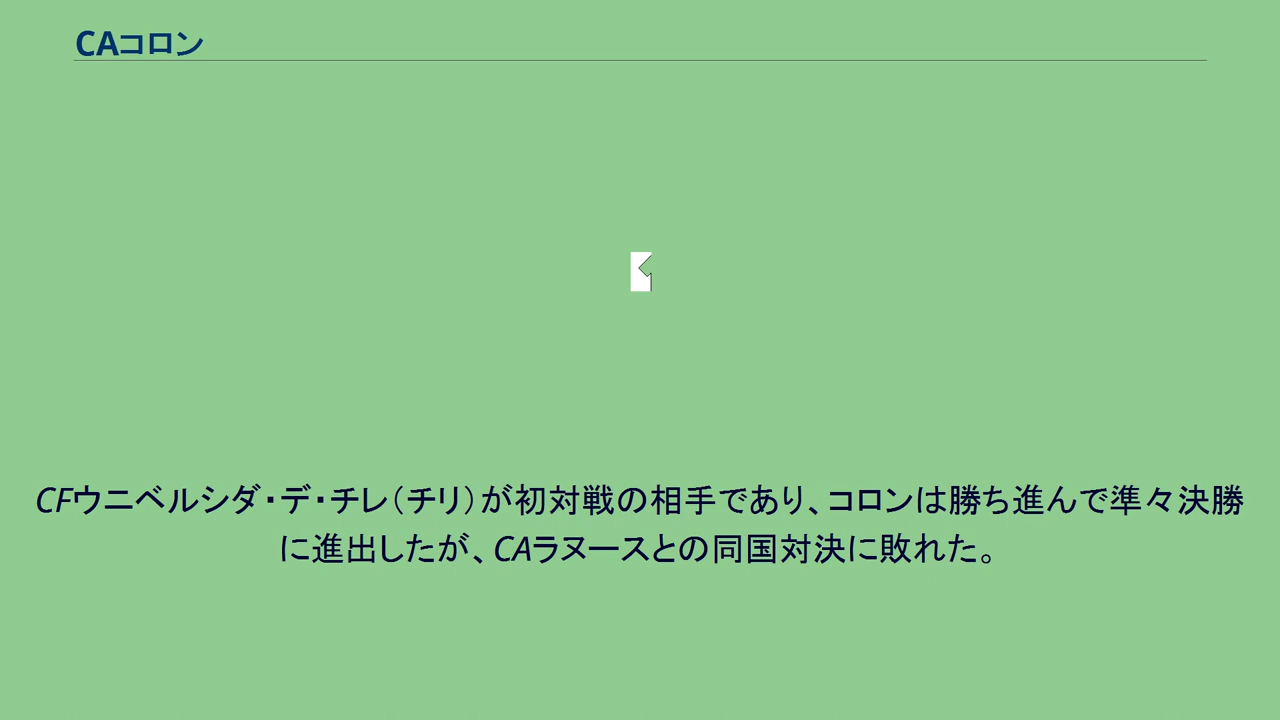 CAコロン
CFウニベルシダ・デ・チレ（チリ）が初対戦の相手であり、コロンは勝ち進んで準々決勝
に進出したが、CAラヌースとの同国対決に敗れた。